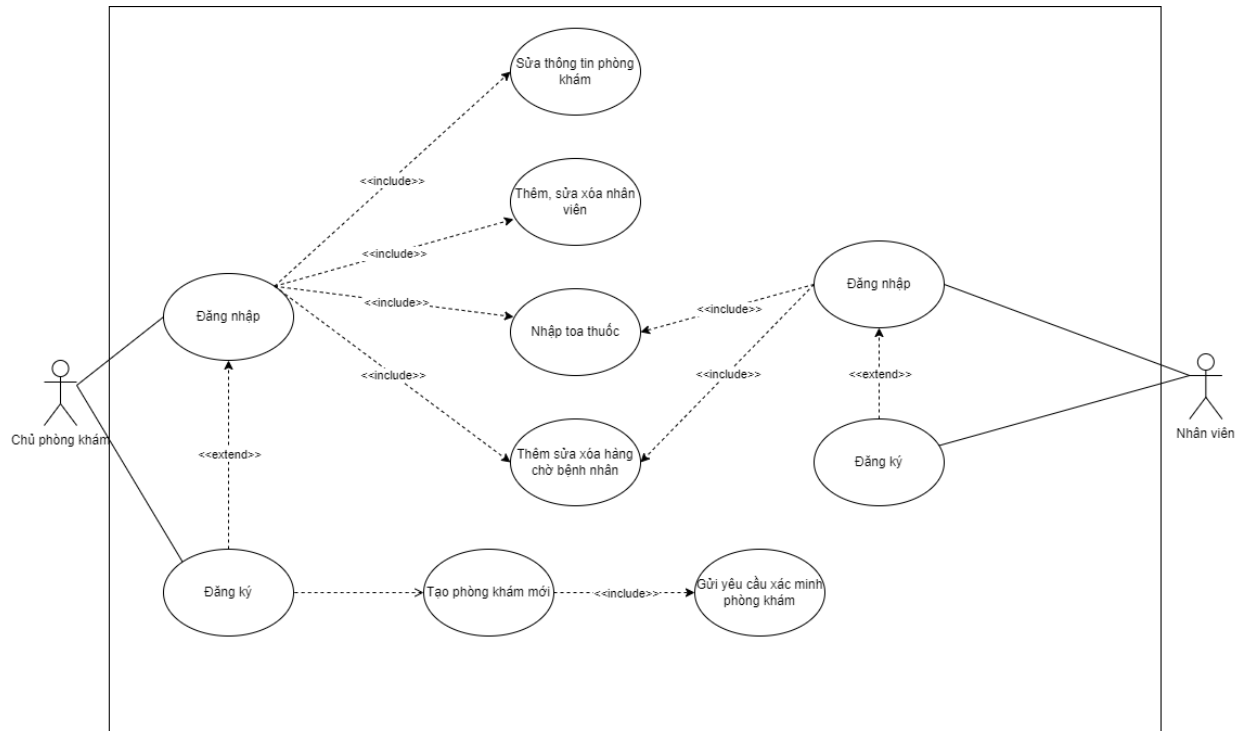 Sửa thông tin phòng
khám
<<include>>
Thêm, sửa xóa nhân
viên
<<include>>
Đăng nhập
Đăng nhập
<<include>>
Nhập toa thuốc
<<include>>
<<include>>
<<include>>
<<extend>>
Chủ phòng khám
Nhân viên
<<extend>>
Thêm sửa xóa hàng
chờ bệnh nhân
Đăng ký
Đăng ký
Tạo phòng khám mới
<<include>>
Gửi yêu cầu xác minh
phòng khám